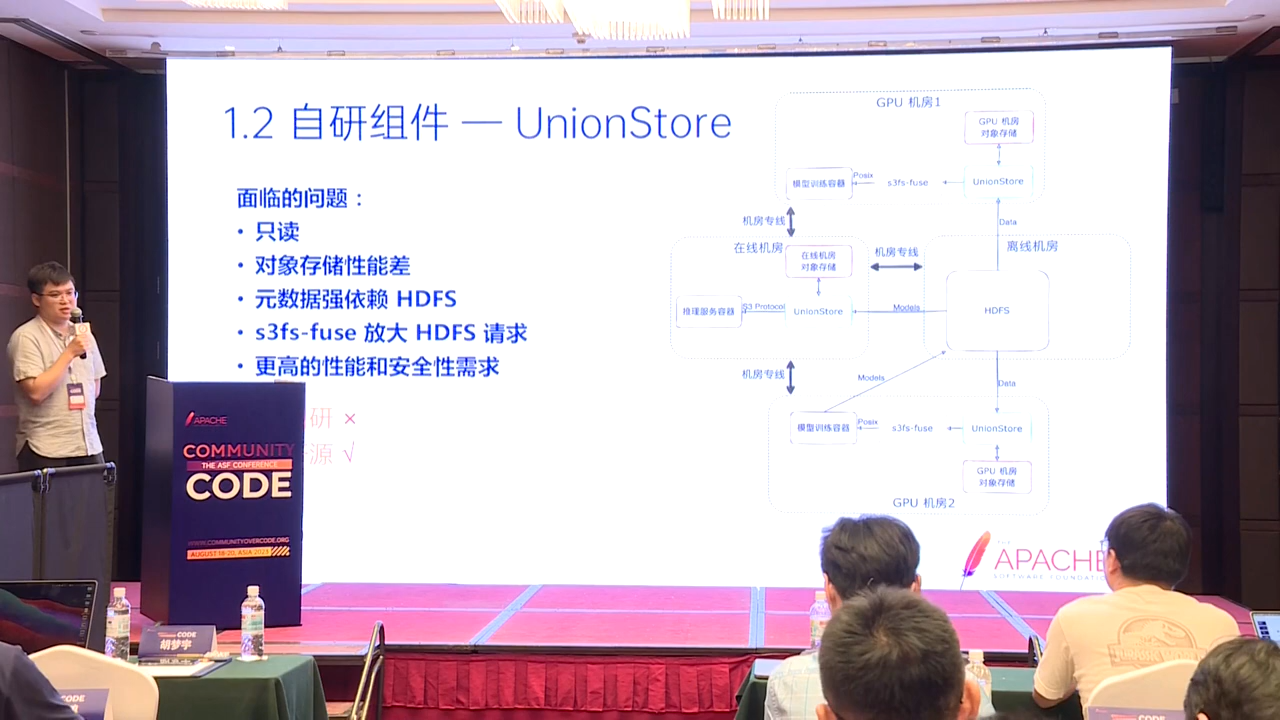 1.2 自研组件 — UnionStore
面临的问题：
• 只读
• 对象存储性能差
• 元数据强依赖 HDFS
• s3fs-fuse 放大 HDFS 请求
• 更高的性能和安全性需求
研 ×
源 √
GPU 机房1
GPU 机房
对象存储
模型训练容器
Posix
s3fs-fuse
UnionStore
机房专线
Data
在线机房
在线机房
对象存储
机房专线
离线机房
推理服务容器
S3 Protocol
UnionStore
Models
HDFS
机房专线
Models
Data
模型训练容器
Posix
s3fs-fuse
UnionStore
GPU 机房
对象存储
GPU 机房2
THE
APACHE
SOFTWARE FOUNDATIO
APACHE
COMMUNITY
THE ASF CONFERENCE
CODE
WWW.COMMUNITYOVERCODE.ORG
AUGUST 18-20, ASIA 2023
CODE
胡梦宇
CODE
JURASSIC WORLD
CODE